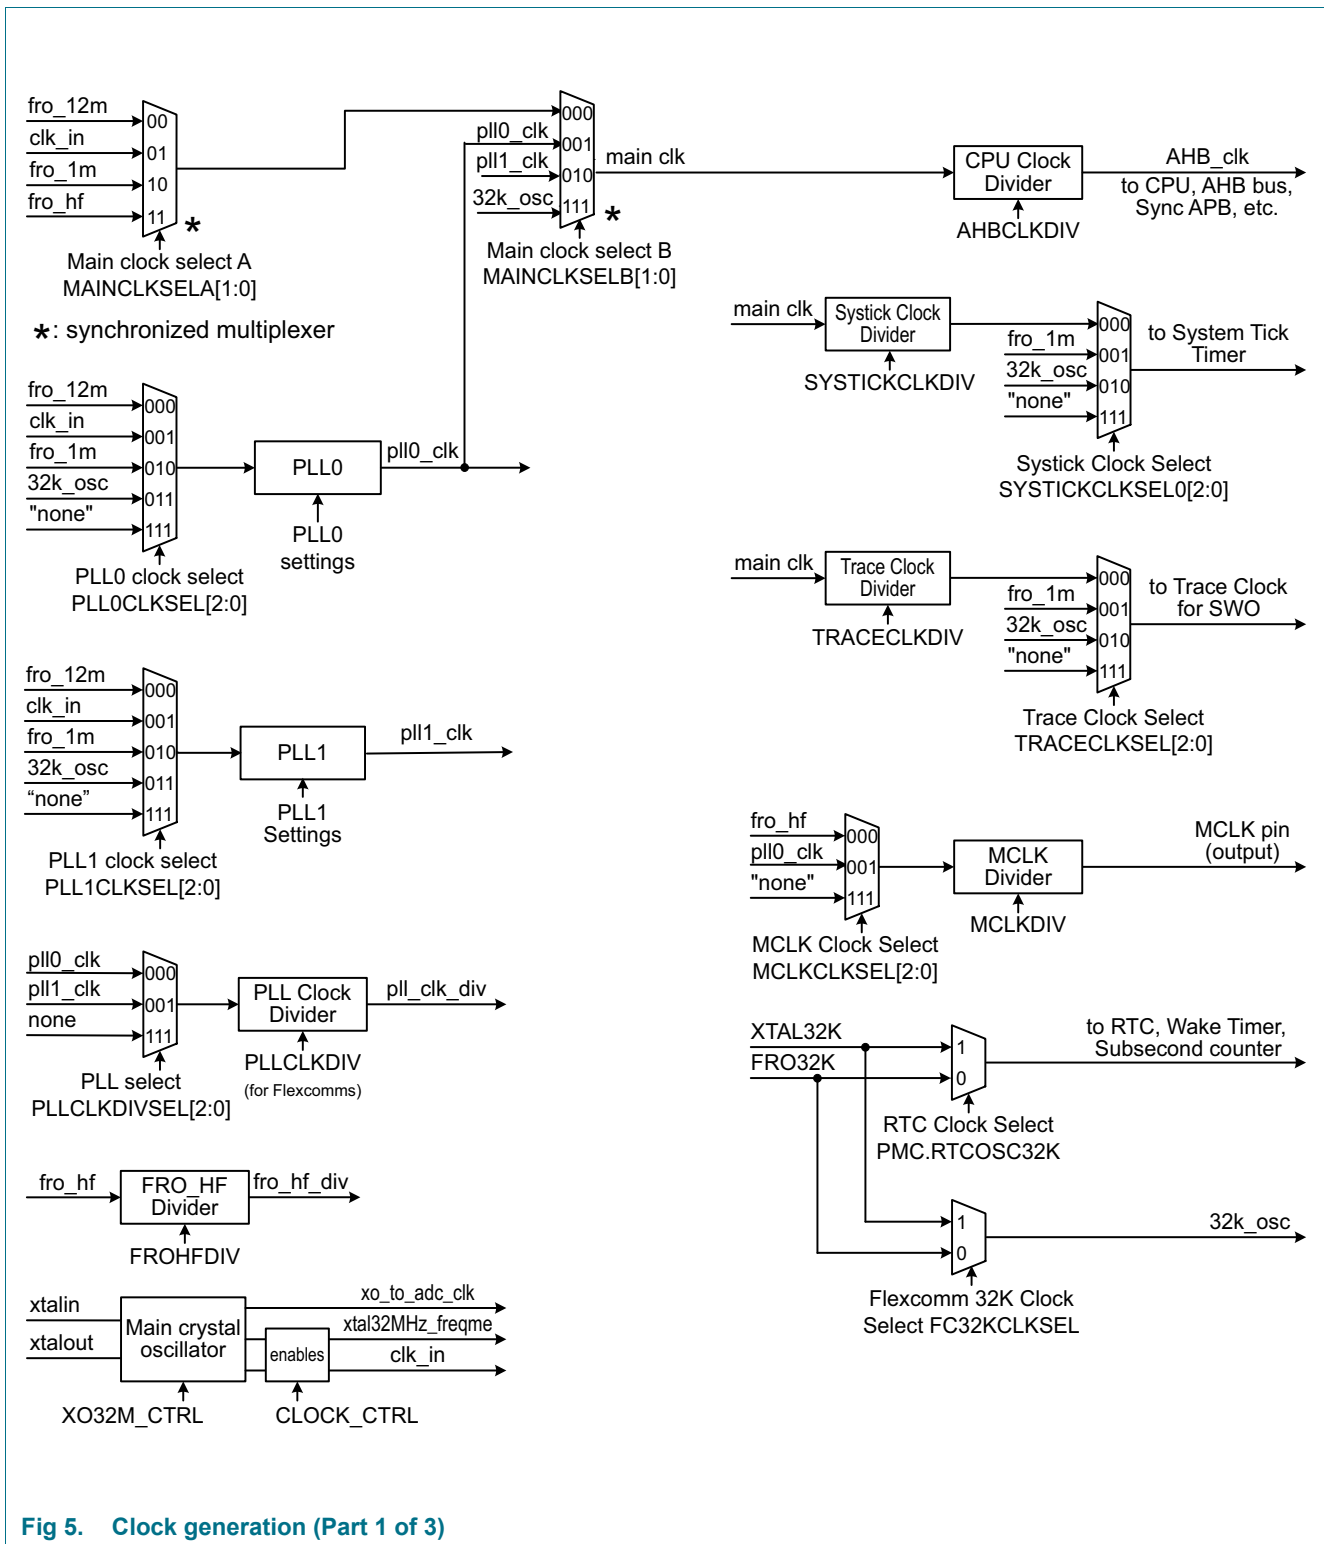 fro_12m
clk_in
fro_1m
fro_hf
00
01
10
11
*
Main clock select A
MAINCLKSELA[1:0]
*: synchronized multiplexer
pll0_clk
pll1_clk
32k_osc
000
001
010
111
*
main clk
Main clock select B
MAINCLKSELB[1:0]
CPU Clock
Divider
AHBCLKDIV
AHB_clk
to CPU, AHB bus,
Sync APB, etc.
main clk
Systick Clock
Divider
SYSTICKCLKDIV
fro_1m
32k_osc
"none"
000
001
010
111
to System Tick
Timer
Systick Clock Select
SYSTICKCLKSEL0[2:0]
fro_12m
clk_in
fro_1m
32k_osc
"none"
000
001
010
011
111
PLL0
pll0_clk
PLL0
settings
PLL0 clock select
PLL0CLKSEL[2:0]
main clk
Trace Clock
Divider
TRACECLKDIV
fro_1m
32k_osc
"none"
000
001
010
111
to Trace Clock
for SWO
Trace Clock Select
TRACECLKSEL[2:0]
fro_12m
clk_in
fro_1m
32k_osc
“none”
000
001
010
011
111
PLL1
pll1_clk
PLL1
Settings
PLL1 clock select
PLL1CLKSEL[2:0]
fro_hf
pll0_clk
"none"
000
001
111
MCLK
Divider
MCLKDIV
MCLK pin
(output)
MCLK Clock Select
MCLKCLKSEL[2:0]
pll0_clk
pll1_clk
none
000
001
111
PLL Clock
Divider
pll_clk_div
PLLCLKDIV
(for Flexcomms)
PLL select
PLLCLKDIVSEL[2:0]
XTAL32K
FRO32K
1
0
to RTC, Wake Timer,
Subsecond counter
RTC Clock Select
PMC.RTCOSC32K
fro_hf
FRO_HF
Divider
fro_hf_div
FROHFDIV
1
0
32k_osc
Flexcomm 32K Clock
Select FC32KCLKSEL
xtalin
xtalout
Main crystal
oscillator
enables
xo_to_adc_clk
xtal32MHz_freqme
clk_in
XO32M_CTRL
CLOCK_CTRL
Fig 5. Clock generation (Part 1 of 3)